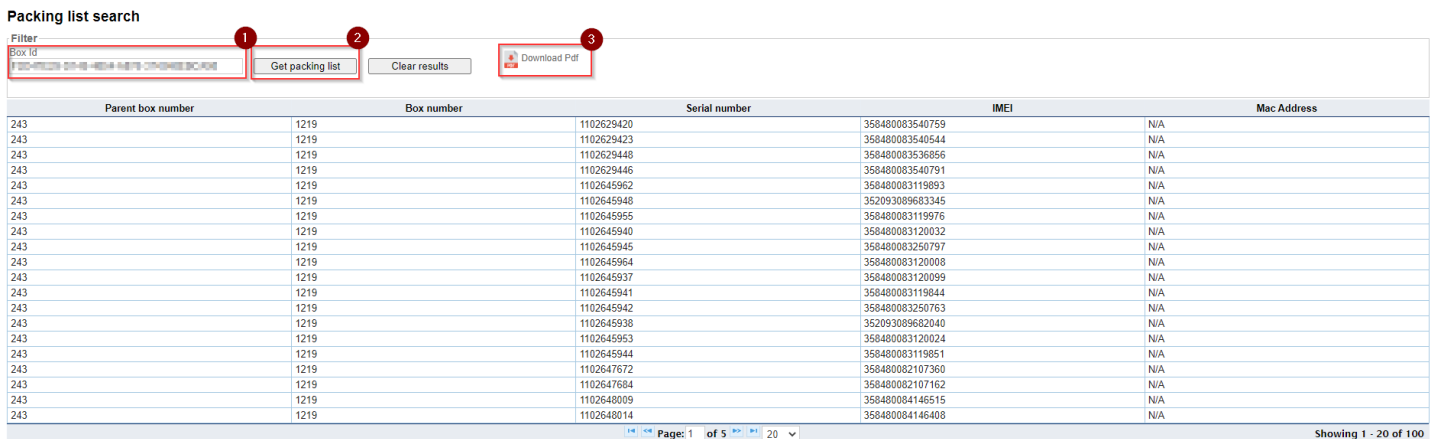 Packing list search
Filter
1 2 3
Box Id
Get packing list Clear results Download Pdf
Parent box number Box number Serial number IMEI Mac Address
243 1219 1102629420 358480083540759 N/A
243 1219 1102629423 358480083540544 N/A
243 1219 1102629448 358480083536856 N/A
243 1219 1102629446 358480083540791 N/A
243 1219 1102645962 358480083119893 N/A
243 1219 1102645948 352093089683345 N/A
243 1219 1102645955 358480083119976 N/A
243 1219 1102645940 358480083120032 N/A
243 1219 1102645945 358480083250797 N/A
243 1219 1102645964 358480083120008 N/A
243 1219 1102645937 358480083120099 N/A
243 1219 1102645941 358480083119844 N/A
243 1219 1102645942 358480083250763 N/A
243 1219 1102645938 352093089682040 N/A
243 1219 1102645953 358480083120024 N/A
243 1219 1102645944 358480083119851 N/A
243 1219 1102647672 358480082107360 N/A
243 1219 1102647684 358480082107162 N/A
243 1219 1102648009 358480084146515 N/A
243 1219 1102648014 358480084146408 N/A
Page: 1 of 5 20 Showing 1 - 20 of 100